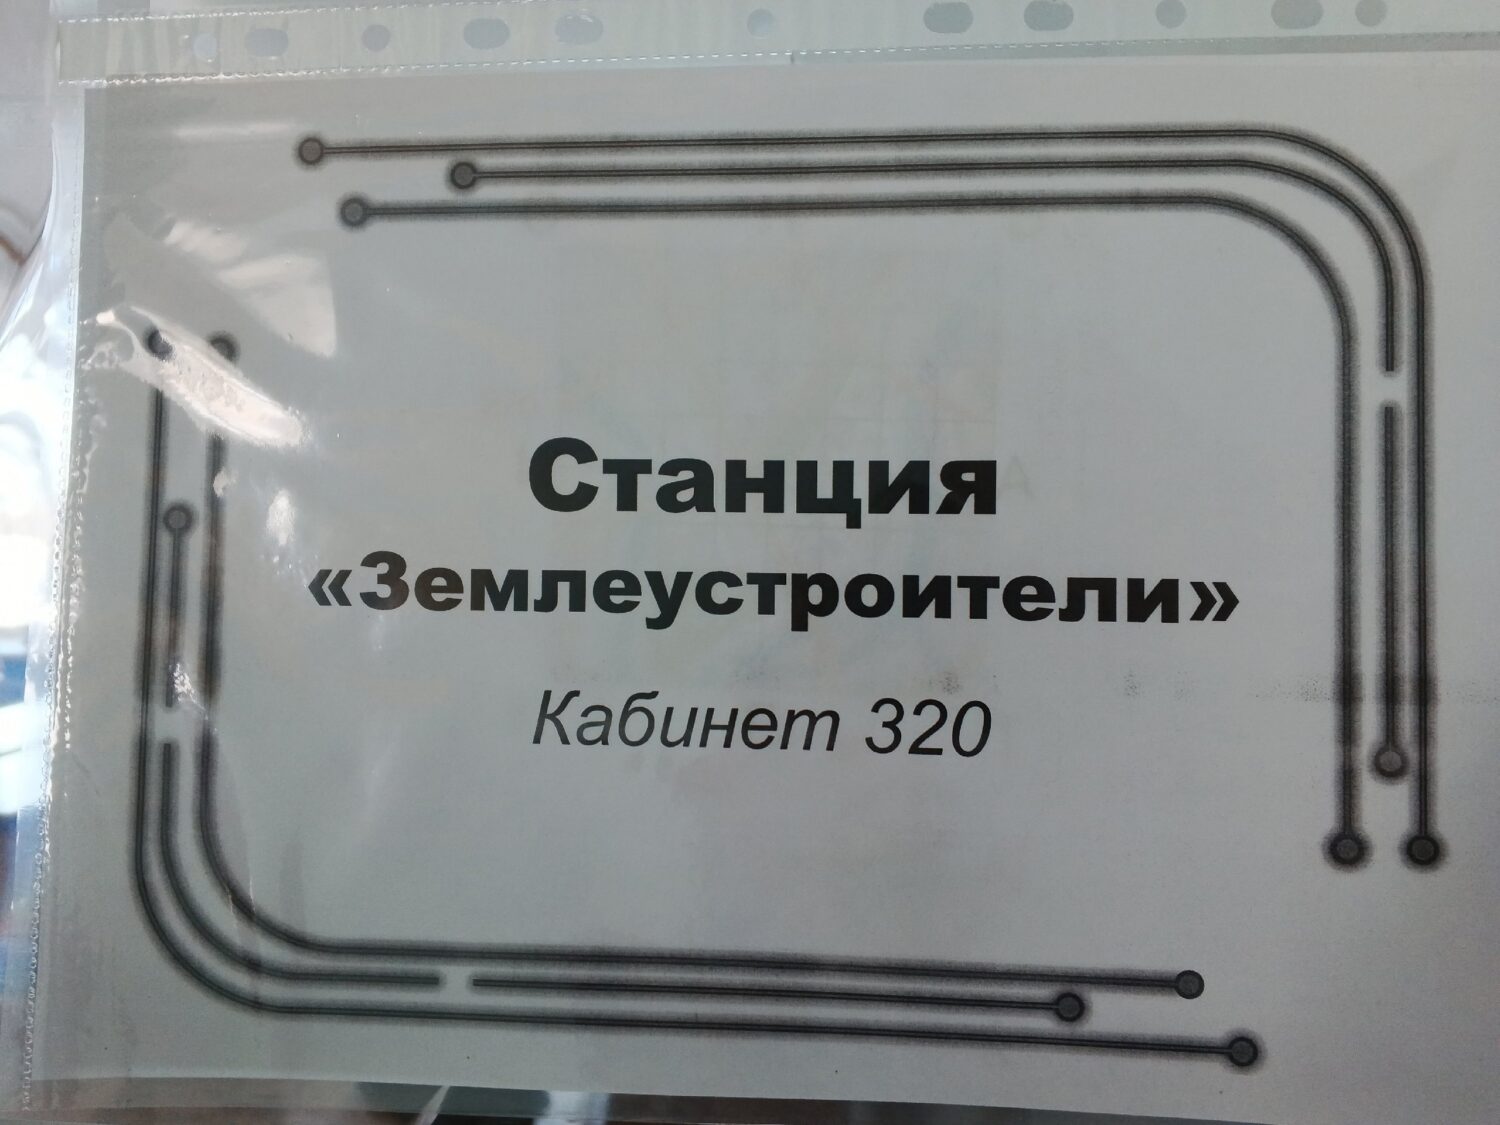 Станция
«Землеустроители»
Кабинет 320